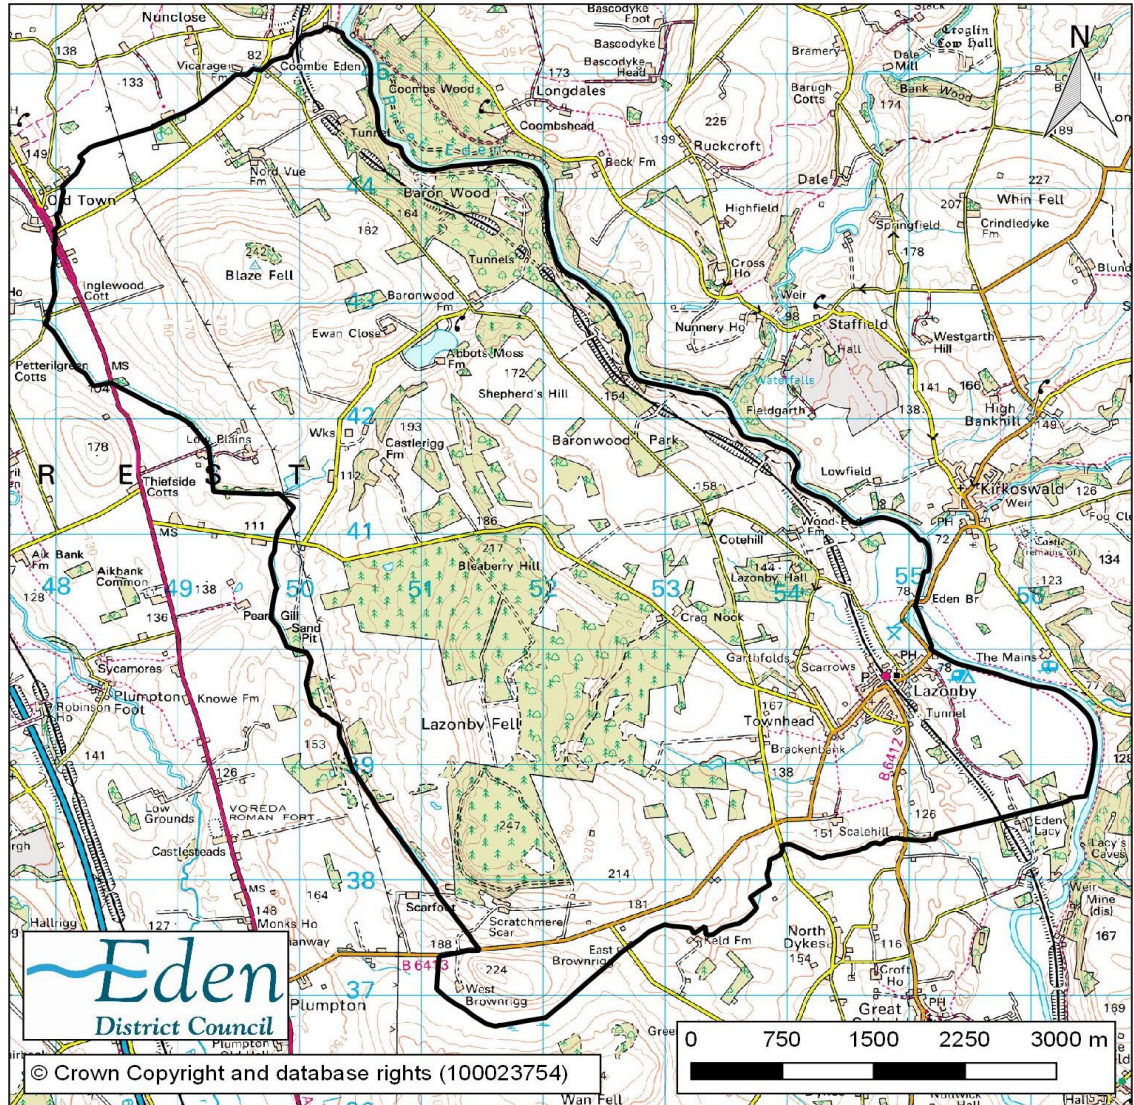 Nunclose
Bascodyke
Foot
Slack
Croglin
Low Hall
N
138
82
Vicarage
Fm
Coombe Eden
45
Bascodyke
Head
Bramery
Dale
Mill
133
173
Longdales
Barugh
Cotts
Bank Wood
174
Coombs Wood
River Eden
Coombshead
225
189
149
Tunnel
199
Ruckcroft
Beck Fm
Nord Vue
Fm
44
Baron Wood
Dale
227
Whin Fell
Old Town
164
162
Highfield
207
Springfield
Crindledyke
Fm
242
Blaze Fell
Tunnels
178
Cross
Ho
Inglewood
Cott
43
Baronwood
Fm
Weir
98
Nunnery Ho
Staffield
Hall
Westgarth
Hill
Ewan Close
Abbots Moss
Fm
Petterilgreen
Cotts
MS
104
172
Shepherd's Hill
154
Waterfalls
141
166
High
Bankhill
149
42
Fieldgarth
138
178
Low Plains
Wks
193
Castlerigg
Fm
Baronwood Park
R E S T
Thiefside
Cotts
112
Lowfield
158
Kirkoswald
Weir
126
MS
111
41
186
217
Bleaberry Hill
Wood End
Fm
PH
72
Fog Close
Cotehill
Castle
(remains of)
134
Aik Bank
Fm
Aikbank
Common
144
Lazonby Hall
48
49
50
51
52
53
54
55
56
123
128
138
78
Eden Br
136
Pearl Gill
Sand
Pit
Crag Nook
Garthfolds
Scarrows
PH
78
The Mains
Sycamores
Plumpton
Foot
Knowe Fm
P
Lazonby
Robinson
Ho
Lazonby Fell
167
Townhead
Tunnel
153
Brackenbank
B 6412
141
39
138
128
126
Low
Grounds
VOREDA
ROMAN FORT
247
151
Scalehill
126
Eden
Lacy
Lacy's
Caves
Castlesteads
38
214
Weir
Mine
(dis)
MS
164
Scarfoot
148
Monks Ho
Scratchmere
Scar
181
Hallrigg
127
188
B 6413
East
Brownrigg
Keld Fm
North
Dykes
154
116
167
224
West
Brownrigg
37
Croft
Ho
Plumpton
PH
Great
169
Eden
District Council
0 750 1500 2250 3000 m
© Crown Copyright and database rights (100023754)
Wan Fell